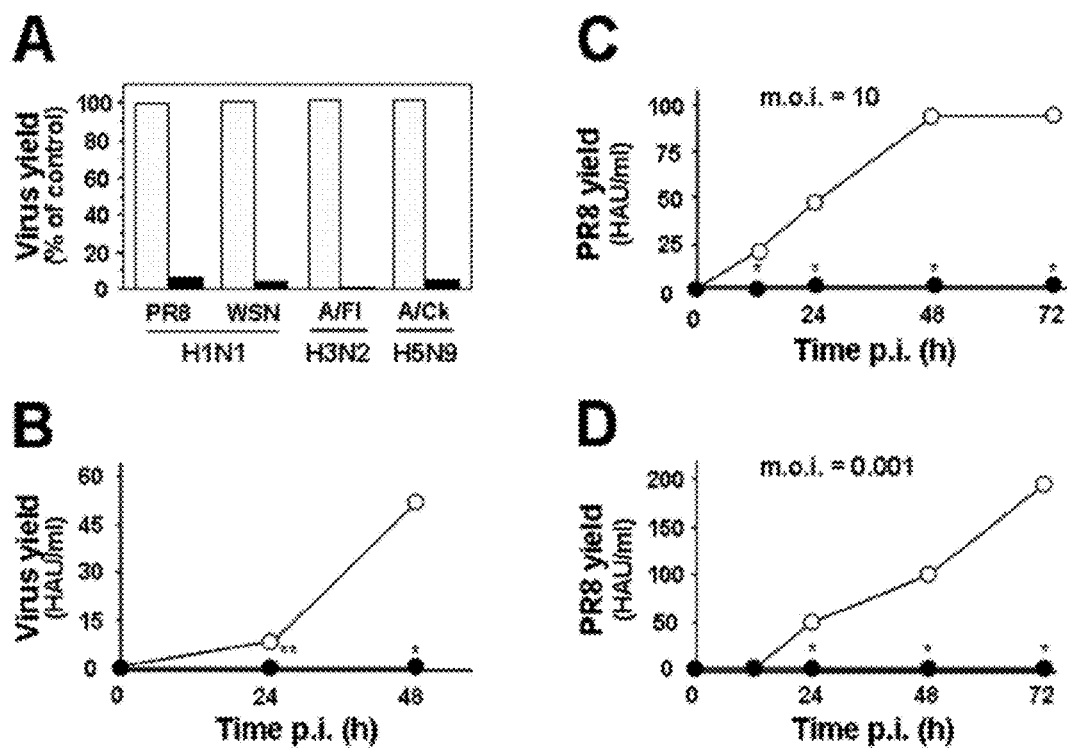 A
Virus yield
(% of control)
100
80
60
40
20
0
PR8 WSN A/Fl A/Ck
H1N1 H3N2 H5N9
B
Virus yield
(HAU/ml)
60
45
30
15
0
**
*
0 24 48
Time p.i. (h)
C
m.o.i. = 10
PR8 yield
(HAU/ml)
100
75
50
25
0
* * * *
0 24 48 72
Time p.i. (h)
D
m.o.i. = 0.001
PR8 yield
(HAU/ml)
200
150
100
50
0
* * *
0 24 48 72
Time p.i. (h)